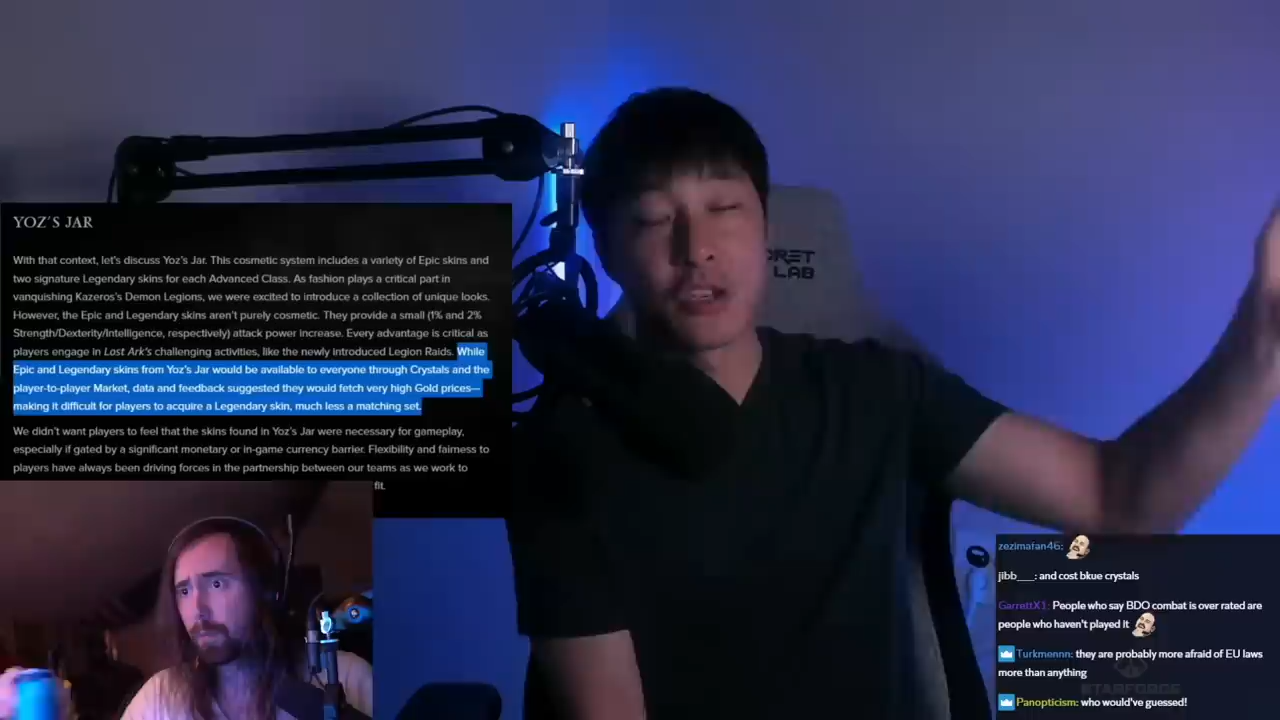 YOZ'S JAR
With that context, let's discuss Yoz's Jar. This cosmetic system includes a variety of Epic skins and
two signature Legendary skins for each Advanced Class. As fashion plays a critical part in
vanquishing Kazeros's Demon Legions, we were excited to introduce a collection of unique looks.
However, the Epic and Legendary skins aren't purely cosmetic. They provide a small (1% and 2%
Strength/Dexterity/Intelligence, respectively) attack power increase. Every advantage is critical as
players engage in Lost Ark's challenging activities, like the newly introduced Legion Raids. While
Epic and Legendary skins from Yoz's Jar would be available to everyone through Crystals and the
player-to-player Market, data and feedback suggested they would fetch very high Gold prices—
making it difficult for players to acquire a Legendary skin, much less a matching set.
We didn't want players to feel that the skins found in Yoz's Jar were necessary for gameplay,
especially if gated by a significant monetary or in-game currency barrier. Flexibility and fairness to
players have always been driving forces in the partnership between our teams as we work to
fit.
RET
LAB
zezimafan46:
jibb___: and cost bkue crystals
GarrettX1: People who say BDO combat is over rated are
people who haven't played it
Turkmennn: they are probably more afraid of EU laws
more than anything
STARFORGE
Panopticism: who would've guessed!